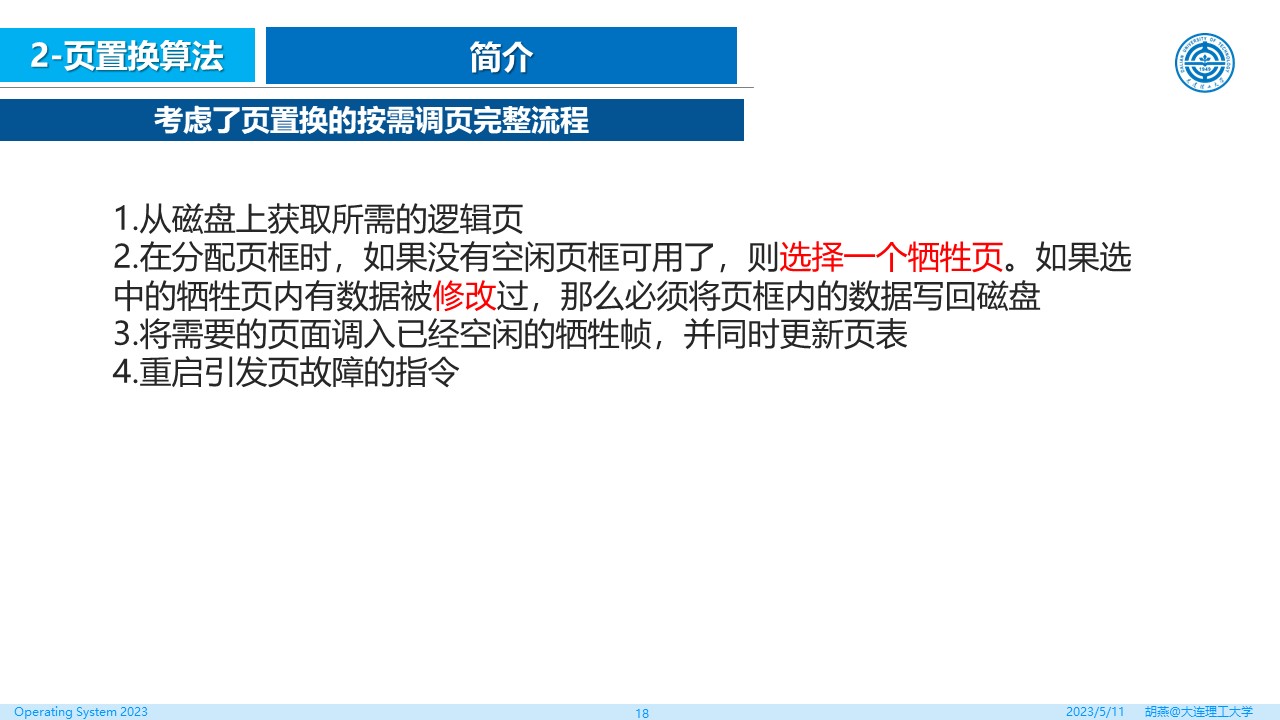 2-页置换算法
简介
DALIAN UNIVERSITY OF TECHNOLOGY
1949
考虑了页置换的按需调页完整流程
1.从磁盘上获取所需的逻辑页
2.在分配页框时，如果没有空闲页框可用了，则选择一个牺牲页。如果选
中的牺牲页内有数据被修改过，那么必须将页框内的数据写回磁盘
3.将需要的页面调入已经空闲的牺牲帧，并同时更新页表
4.重启引发页故障的指令
Operating System 2023
18
2023/5/11 胡燕@大连理工大学